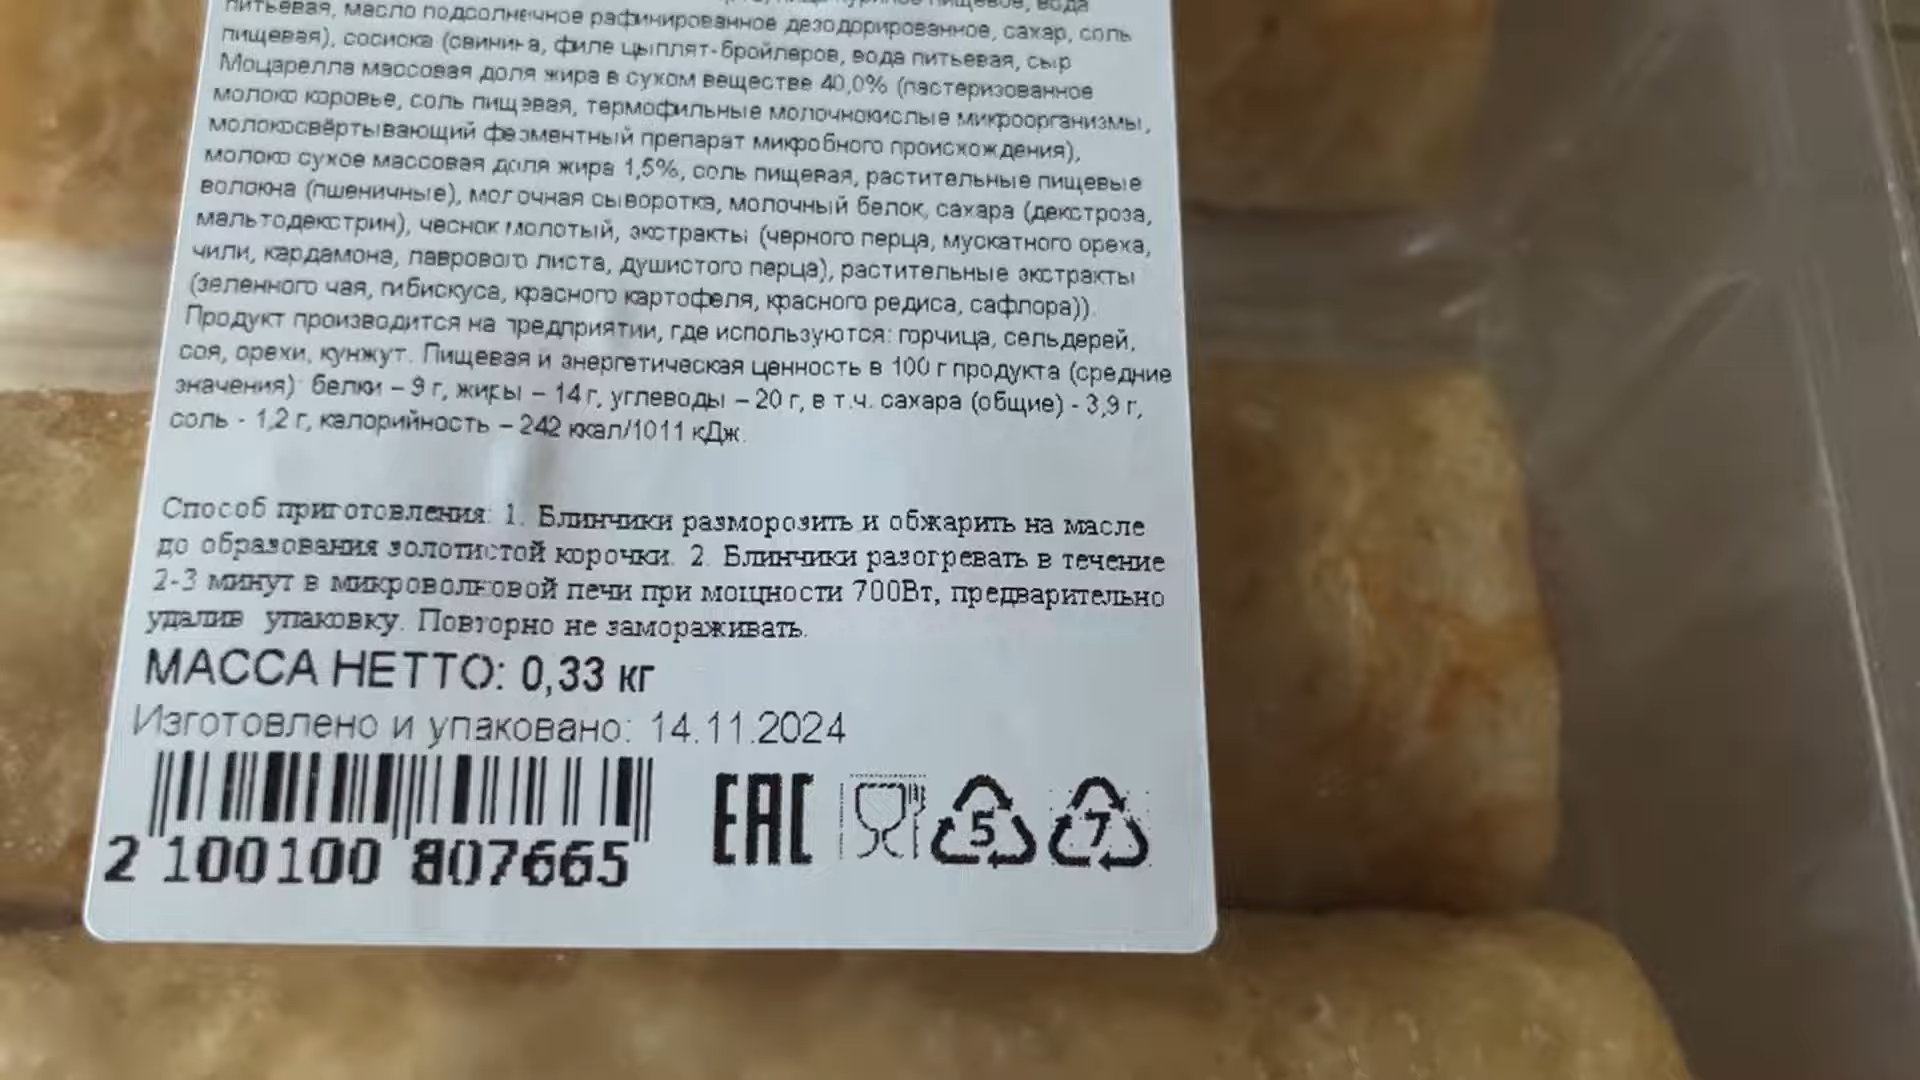 питьевая, масло подсолнечное рафинированное дезодорированное, сахар, соль
пищевая), сосиска (свинина, филе цыплят-бройлеров, вода питьевая, сыр
Моцарелла массовая доля жира в сухом веществе 40,0% (пастеризованное
молоко коровье, соль пищевая, термофильные молочнокислые микроорганизмы,
молокосвёртывающий ферментный препарат микробного происхождения),
молоко сухое массовая доля жира 1,5%, соль пищевая, растительные пищевые
волокна (пшеничные), молочная сыворотка, молочный белок, сахара (декстроза,
мальтодекстрин), чеснок молотый, экстракты (черного перца, мускатного ореха,
чили, кардамона, лаврового листа, душистого перца), растительные экстракты
(зеленного чая, гибискуса, красного картофеля, красного редиса, сафлора)).
Продукт производится на предприятии, где используются: горчица, сельдерей,
соя, орехи, кунжут. Пищевая и энергетическая ценность в 100 г продукта (средние
значения): белки – 9 г, жиры – 14 г, углеводы – 20 г, в т.ч. сахара (общие) - 3,9 г,
соль - 1,2 г, калорийность – 242 ккал/1011 кДж.
Способ приготовления: 1. Блинчики разморозить и обжарить на масле
до образования золотистой корочки. 2. Блинчики разогревать в течение
2-3 минут в микроволновой печи при мощности 700Вт, предварительно
удалив упаковку. Повторно не замораживать.
МАССА НЕТТО: 0,33 кг
Изготовлено и упаковано: 14.11.2024
2 100100 807665
ЕАС 5 7